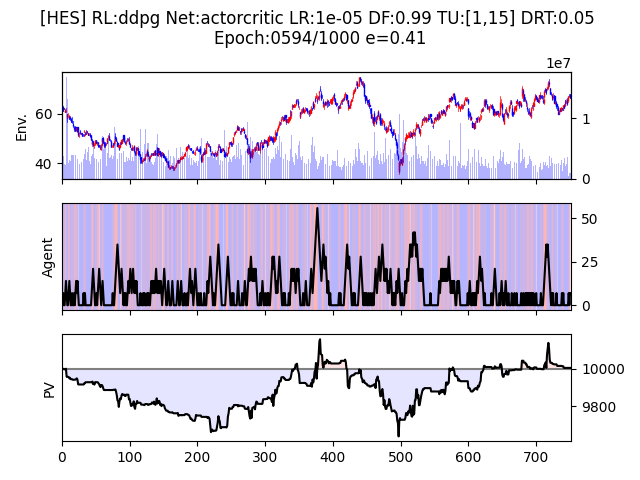 [HES] RL:ddpg Net:actorcritic LR:1e-05 DF:0.99 TU:[1,15] DRT:0.05
Epoch:0594/1000 e=0.41
1e7
Env.
60
40
1
0
Agent
50
25
0
PV
10000
9800
0 100 200 300 400 500 600 700